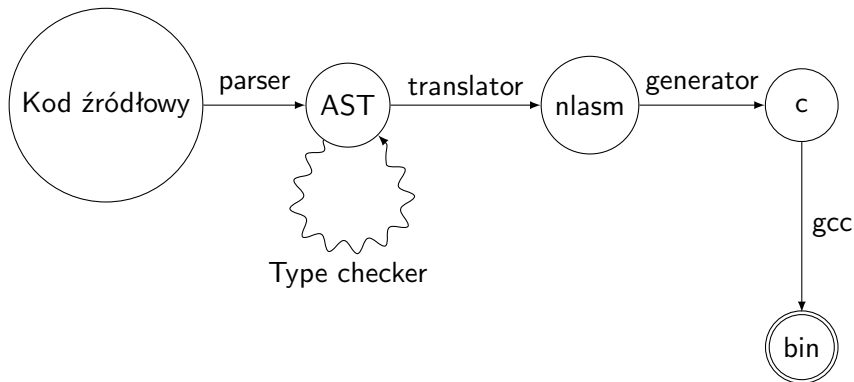 parser
translator
generator
Kod źródłowy
AST
nlasm
c
gcc
Type checker
bin